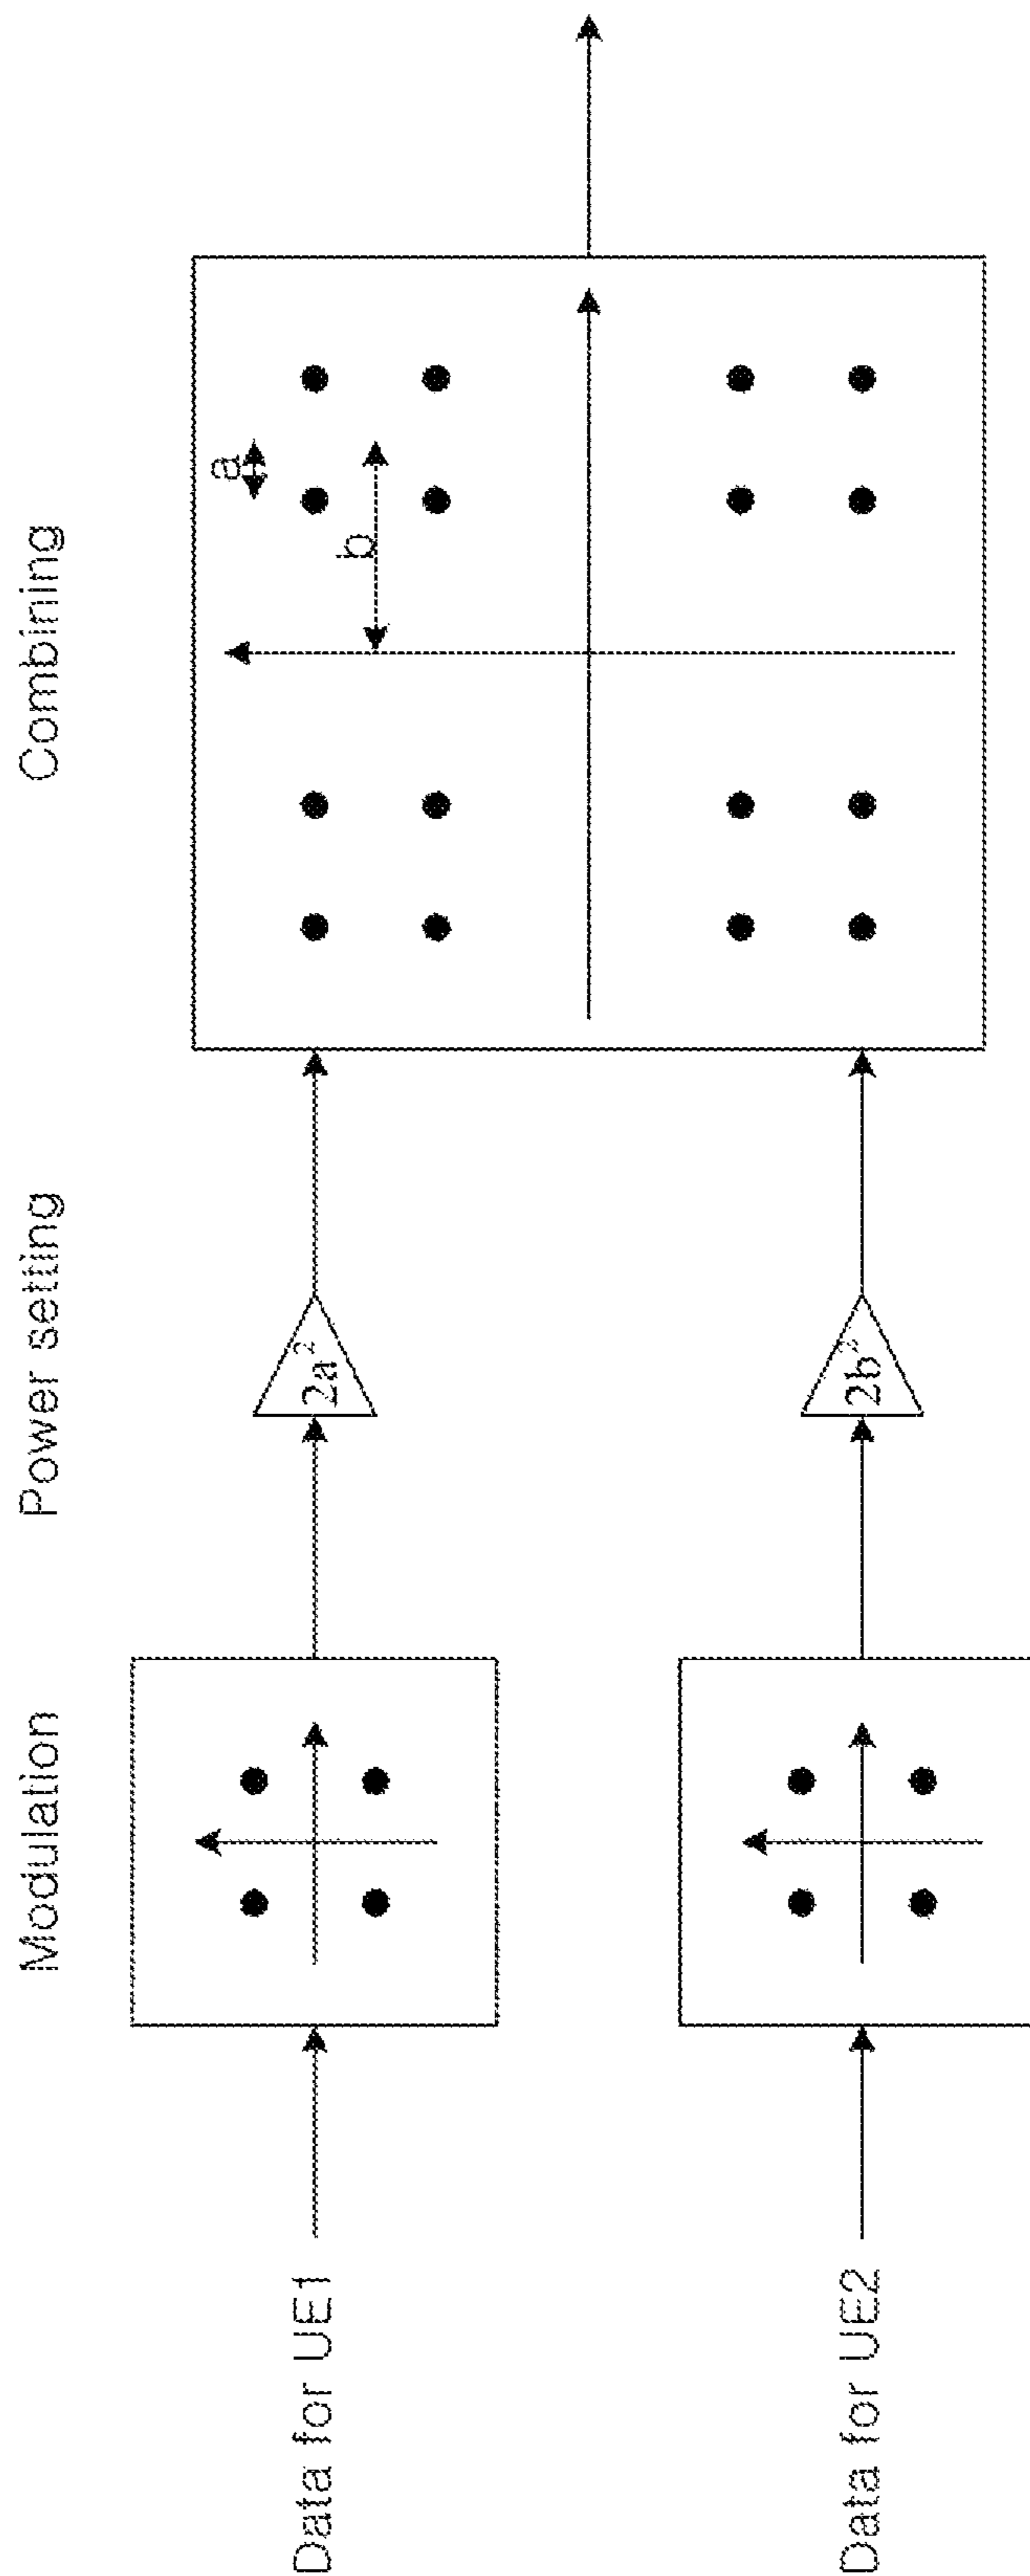 Modulation
Power setting
Combining
Data for UE1
2a²
a
b
Data for UE2
2b²